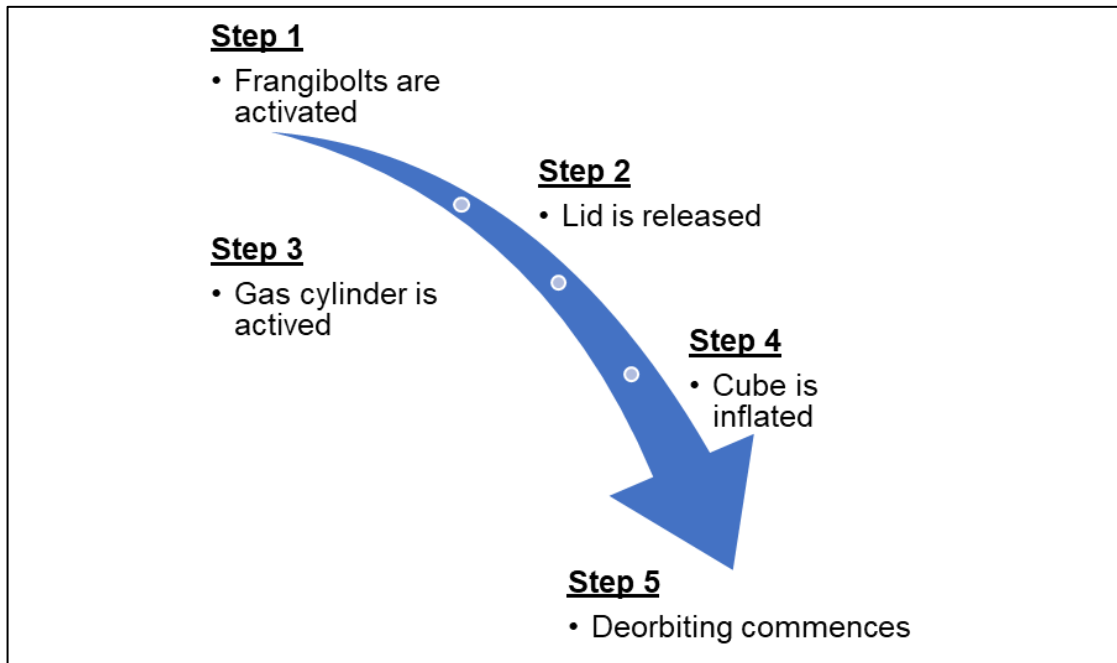 Step 1
• Frangibolts are
activated
Step 2
• Lid is released
Step 3
• Gas cylinder is
actived
Step 4
• Cube is
inflated
Step 5
• Deorbiting commences